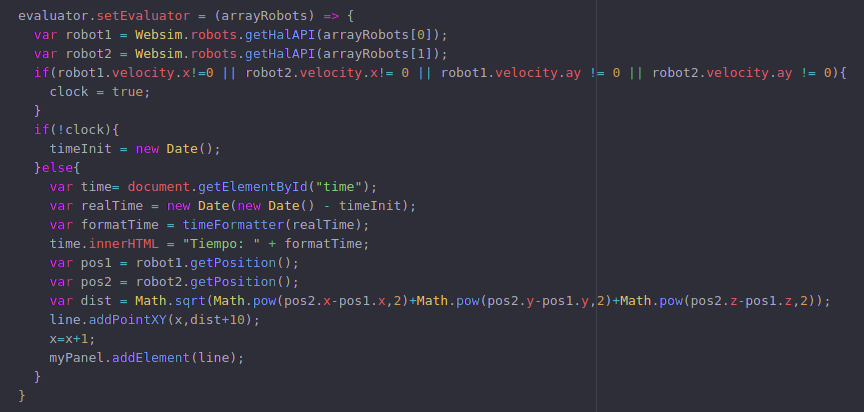 evaluator.setEvaluator = (arrayRobots) => {
  var robot1 = Websim.robots.getHalAPI(arrayRobots[0]);
  var robot2 = Websim.robots.getHalAPI(arrayRobots[1]);
  if(robot1.velocity.x!=0 || robot2.velocity.x!= 0 || robot1.velocity.ay != 0 || robot2.velocity.ay != 0){
    clock = true;
  }
  if(!clock){
    timeInit = new Date();
  }else{
    var time= document.getElementById("time");
    var realTime = new Date(new Date() - timeInit);
    var formatTime = timeFormatter(realTime);
    time.innerHTML = "Tiempo: " + formatTime;
    var pos1 = robot1.getPosition();
    var pos2 = robot2.getPosition();
    var dist = Math.sqrt(Math.pow(pos2.x-pos1.x,2)+Math.pow(pos2.y-pos1.y,2)+Math.pow(pos2.z-pos1.z,2));
    line.addPointXY(x,dist+10);
    x=x+1;
    myPanel.addElement(line);
  }
}